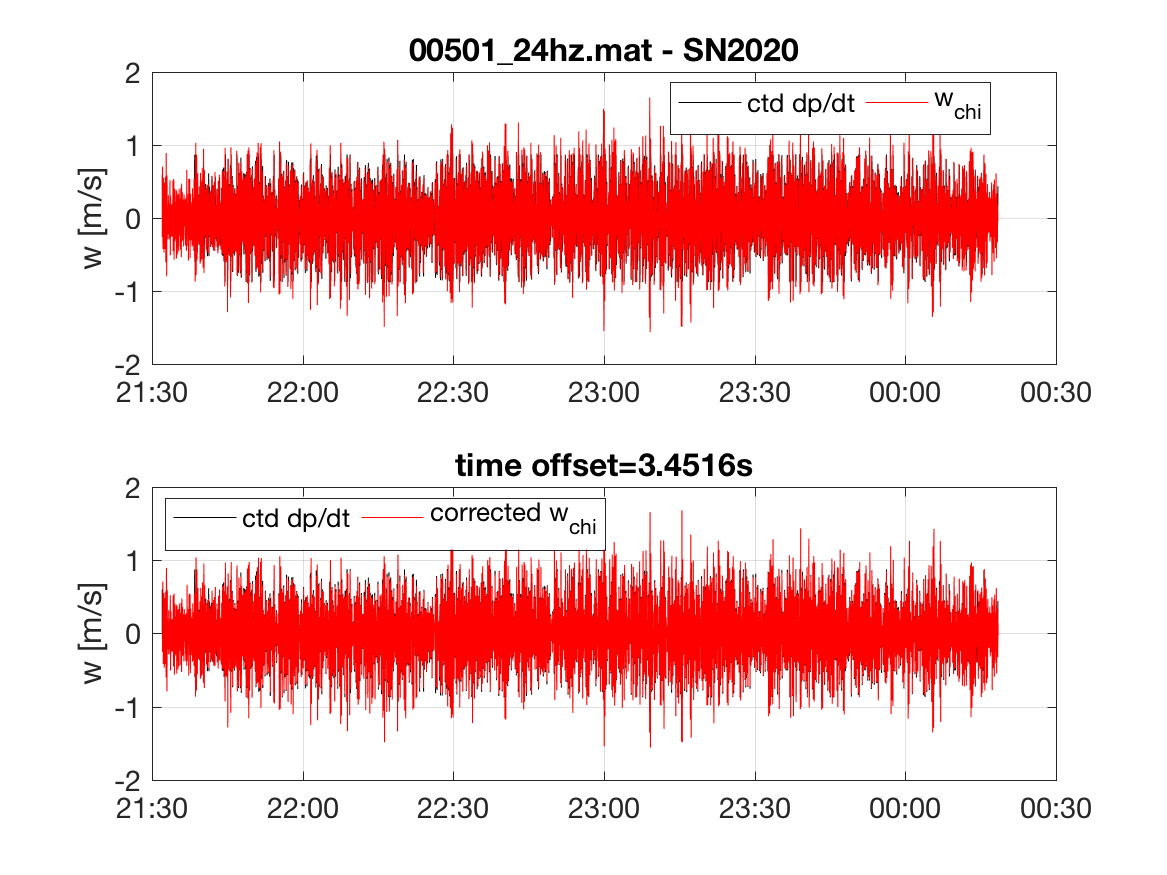 00501_24hz.mat - SN2020
ctd dp/dt w_chi
2
1
0
-1
-2
w [m/s]
21:30 22:00 22:30 23:00 23:30 00:00 00:30
time offset=3.4516s
ctd dp/dt corrected w_chi
2
1
0
-1
-2
w [m/s]
21:30 22:00 22:30 23:00 23:30 00:00 00:30